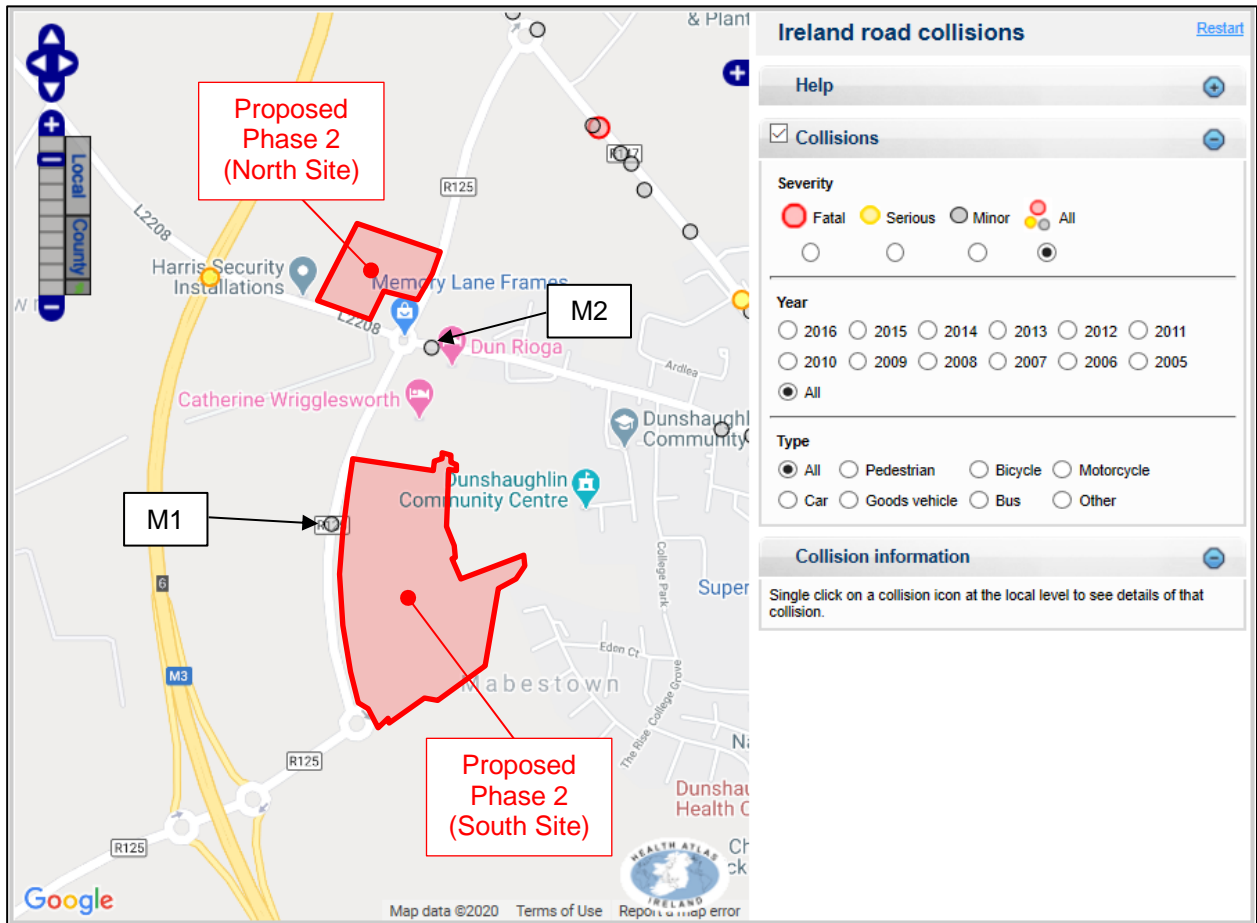 & Plant
Proposed
Phase 2
(North Site)
Local
County
R147
R125
L2208
Harris Security
Installations
Memory Lane Frames
L2208
M2
Dun Rioga
Ardlea
Catherine Wrigglesworth
Dunshaughl
Community
Dunshaughlin
Community Centre
M1
6
College Park
Super
Eden Ct
M3
Mabestown
The Rise
College Grove
R125
Proposed
Phase 2
(South Site)
Dunshau
Health C
R125
HEALTH ATLAS
IRELAND
Google
Map data ©2020 Terms of Use Report a map error
Ireland road collisions Restart
Help
Collisions
Severity
Fatal Serious Minor All
Year
2016 2015 2014 2013 2012 2011
2010 2009 2008 2007 2006 2005
All
Type
All Pedestrian Bicycle Motorcycle
Car Goods vehicle Bus Other
Collision information
Single click on a collision icon at the local level to see details of that
collision.